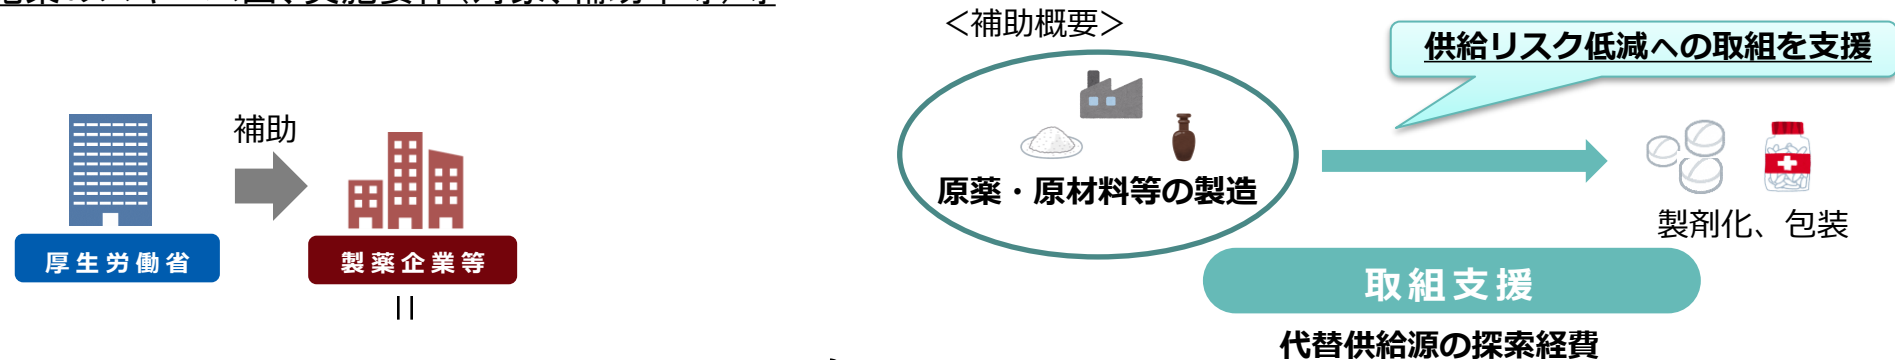 ＜補助概要＞
供給リスク低減への取組を支援
補助
原薬・原材料等の製造
製剤化、包装
厚生労働省
製薬企業等
取組支援
代替供給源の探索経費